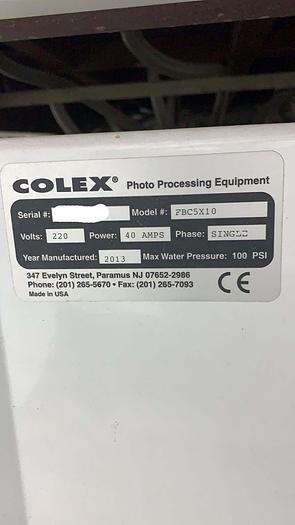 COLEX® Photo Processing Equipment
Serial #: Model #: FBC5X10
Volts: 220 Power: 40 AMPS Phase: SINGLE
Year Manufactured: 2013 Max Water Pressure: 100 PSI
347 Evelyn Street, Paramus NJ 07652-2986
Phone: (201) 265-5670 • Fax: (201) 265-7093
Made in USA CE